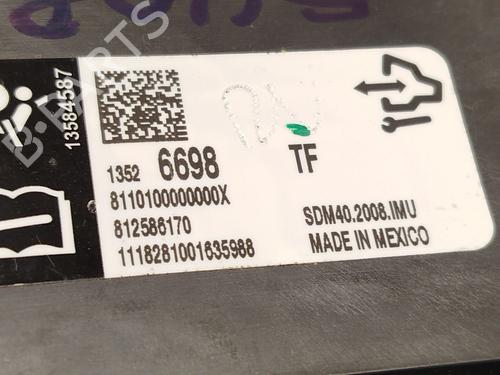 13584587
1352 6698 TF
8110100000000X
812586170
1118281001635988
SDM40.2008.IMU
MADE IN MEXICO
B-PARTS